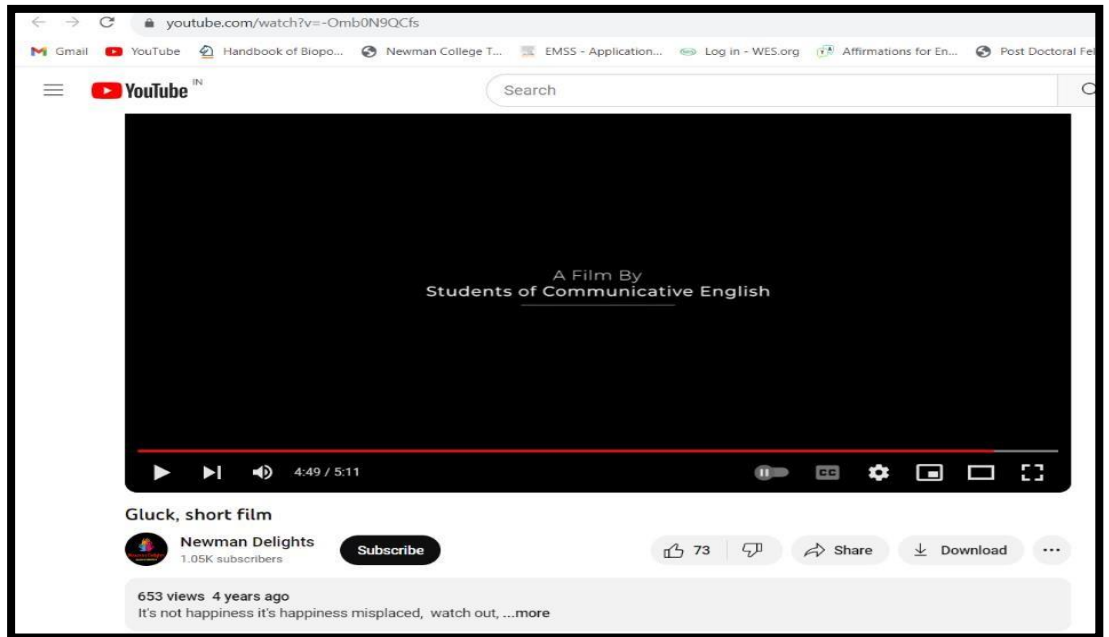 youtube.com/watch?v=-Omb0N9QCfs
Gmail YouTube Handbook of Biopo... Newman College T... EMSS - Application... Log in - WES.org Affirmations for En... Post Doctoral Fel
YouTube IN Search
A Film By
Students of Communicative English
4:49 / 5:11 CC
Gluck, short film
Newman Delights
1.05K subscribers
Subscribe
73 Share Download ...
653 views 4 years ago
It's not happiness it's happiness misplaced, watch out, ...more